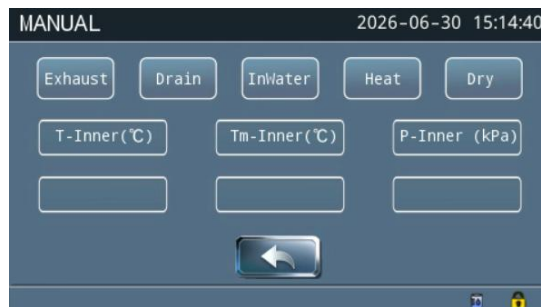 MANUAL 2026-06-30 15:14:40
Exhaust Drain InWater Heat Dry
T-Inner(℃) Tm-Inner(℃) P-Inner (kPa)